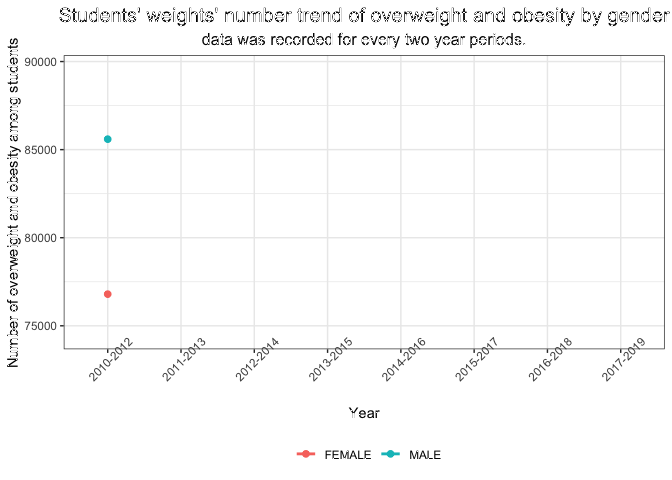 Students' weights' number trend of overweight and obesity by gender
data was recorded for every two year periods.
Number of overweight and obesity among students
90000
85000
80000
75000
2010-2012
2011-2013
2012-2014
2013-2015
2014-2016
2015-2017
2016-2018
2017-2019
Year
FEMALE
MALE